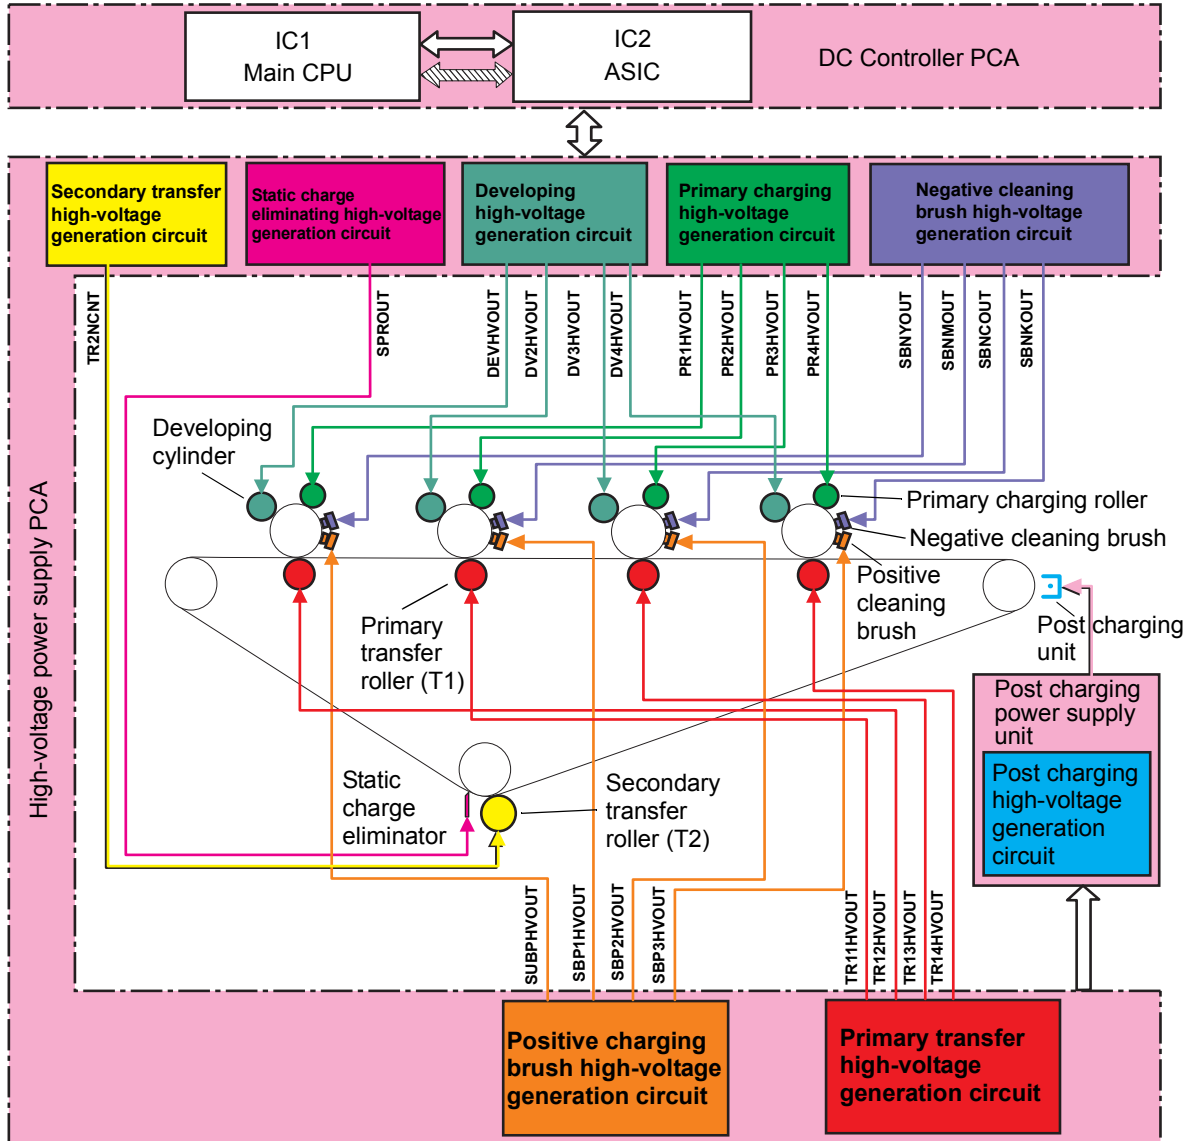 IC1
Main CPU
IC2
ASIC
DC Controller PCA
Secondary transfer
high-voltage
generation circuit
Static charge
eliminating high-voltage
generation circuit
Developing
high-voltage
generation circuit
Primary charging
high-voltage
generation circuit
Negative cleaning
brush high-voltage
generation circuit
TR2NCNT
SPROUT
DEVHVOUT
DV2HVOUT
DV3HVOUT
DV4HVOUT
PR1HVOUT
PR2HVOUT
PR3HVOUT
PR4HVOUT
SBNYOUT
SBNMOUT
SBNCOUT
SBNKOUT
High-voltage power supply PCA
Developing
cylinder
Primary charging roller
Negative cleaning brush
Positive
cleaning
brush
Post charging
unit
Primary
transfer
roller (T1)
Post charging
power supply
unit
Post charging
high-voltage
generation
circuit
Static
charge
eliminator
Secondary
transfer
roller (T2)
SUBPHVOUT
SBP1HVOUT
SBP2HVOUT
SBP3HVOUT
TR11HVOUT
TR12HVOUT
TR13HVOUT
TR14HVOUT
Positive charging
brush high-voltage
generation circuit
Primary transfer
high-voltage
generation circuit